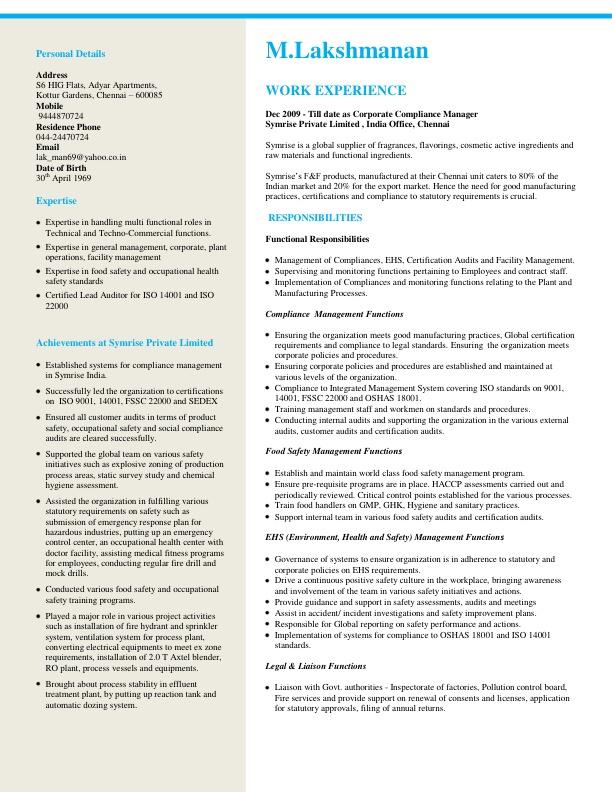 Personal Details
Address
S6 HIG Flats, Adyar Apartments,
Kottur Gardens, Chennai – 600085
Mobile
9444870724
Residence Phone
044-24470724
Email
lak_man69@yahoo.co.in
Date of Birth
30th April 1969
Expertise
• Expertise in handling multi functional roles in
Technical and Techno-Commercial functions.
• Expertise in general management, corporate, plant
operations, facility management
• Expertise in food safety and occupational health
safety standards
• Certified Lead Auditor for ISO 14001 and ISO
22000
Achievements at Symrise Private Limited
• Established systems for compliance management
in Symrise India.
• Successfully led the organization to certifications
on ISO 9001, 14001, FSSC 22000 and SEDEX
• Ensured all customer audits in terms of product
safety, occupational safety and social compliance
audits are cleared successfully.
• Supported the global team on various safety
initiatives such as explosive zoning of production
process areas, static survey study and chemical
hygiene assessment.
• Assisted the organization in fulfilling various
statutory requirements on safety such as
submission of emergency response plan for
hazardous industries, putting up an emergency
control center, an occupational health center with
doctor facility, assisting medical fitness programs
for employees, conducting regular fire drill and
mock drills.
• Conducted various food safety and occupational
safety training programs.
• Played a major role in various project activities
such as installation of fire hydrant and sprinkler
system, ventilation system for process plant,
converting electrical equipments to meet ex zone
requirements, installation of 2.0 T Axtel blender,
RO plant, process vessels and equipments.
• Brought about process stability in effluent
treatment plant, by putting up reaction tank and
automatic dozing system.
M.Lakshmanan
WORK EXPERIENCE
Dec 2009 - Till date as Corporate Compliance Manager
Symrise Private Limited , India Office, Chennai
Symrise is a global supplier of fragrances, flavorings, cosmetic active ingredients and
raw materials and functional ingredients.
Symrise's F&F products, manufactured at their Chennai unit caters to 80% of the
Indian market and 20% for the export market. Hence the need for good manufacturing
practices, certifications and compliance to statutory requirements is crucial.
RESPONSIBILITIES
Functional Responsibilities
• Management of Compliances, EHS, Certification Audits and Facility Management.
• Supervising and monitoring functions pertaining to Employees and contract staff.
• Implementation of Compliances and monitoring functions relating to the Plant and
Manufacturing Processes.
Compliance Management Functions
• Ensuring the organization meets good manufacturing practices, Global certification
requirements and compliance to legal standards. Ensuring the organization meets
corporate policies and procedures.
• Ensuring corporate policies and procedures are established and maintained at
various levels of the organization.
• Compliance to Integrated Management System covering ISO standards on 9001,
14001, FSSC 22000 and OSHAS 18001.
• Training management staff and workmen on standards and procedures.
• Conducting internal audits and supporting the organization in the various external
audits, customer audits and certification audits.
Food Safety Management Functions
• Establish and maintain world class food safety management program.
• Ensure pre-requisite programs are in place. HACCP assessments carried out and
periodically reviewed. Critical control points established for the various processes.
• Train food handlers on GMP, GHK, Hygiene and sanitary practices.
• Support internal team in various food safety audits and certification audits.
EHS (Environment, Health and Safety) Management Functions
• Governance of systems to ensure organization is in adherence to statutory and
corporate policies on EHS requirements.
• Drive a continuous positive safety culture in the workplace, bringing awareness
and involvement of the team in various safety initiatives and actions.
• Provide guidance and support in safety assessments, audits and meetings
• Assist in accident/ incident investigations and safety improvement plans.
• Responsible for Global reporting on safety performance and actions.
• Implementation of systems for compliance to OSHAS 18001 and ISO 14001
standards.
Legal & Liaison Functions
• Liaison with Govt. authorities - Inspectorate of factories, Pollution control board,
Fire services and provide support on renewal of consents and licenses, application
for statutory approvals, filing of annual returns.